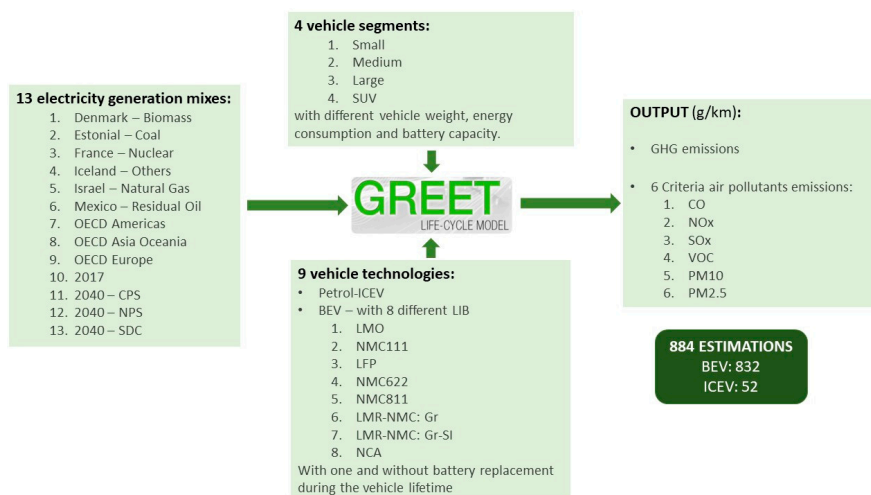 4 vehicle segments:
1. Small
2. Medium
3. Large
4. SUV
with different vehicle weight, energy
consumption and battery capacity.
13 electricity generation mixes:
1. Denmark – Biomass
2. Estonial – Coal
3. France – Nuclear
4. Iceland – Others
5. Israel – Natural Gas
6. Mexico – Residual Oil
7. OECD Americas
8. OECD Asia Oceania
9. OECD Europe
10. 2017
11. 2040 – CPS
12. 2040 – NPS
13. 2040 – SDC
GREET
LIFE-CYCLE MODEL
9 vehicle technologies:
• Petrol-ICEV
• BEV – with 8 different LIB
1. LMO
2. NMC111
3. LFP
4. NMC622
5. NMC811
6. LMR-NMC: Gr
7. LMR-NMC: Gr-SI
8. NCA
With one and without battery replacement
during the vehicle lifetime
OUTPUT (g/km):
• GHG emissions
• 6 Criteria air pollutants emissions:
1. CO
2. NOx
3. SOx
4. VOC
5. PM10
6. PM2.5
884 ESTIMATIONS
BEV: 832
ICEV: 52